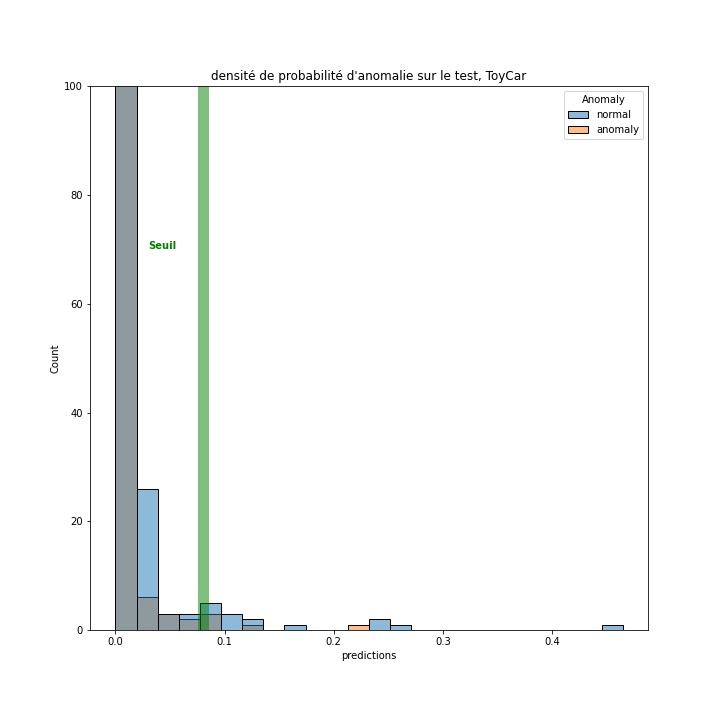 densité de probabilité d'anomalie sur le test, ToyCar
100
80
60
40
20
0
Count
Seuil
Anomaly
normal
anomaly
0.0
0.1
0.2
0.3
0.4
predictions